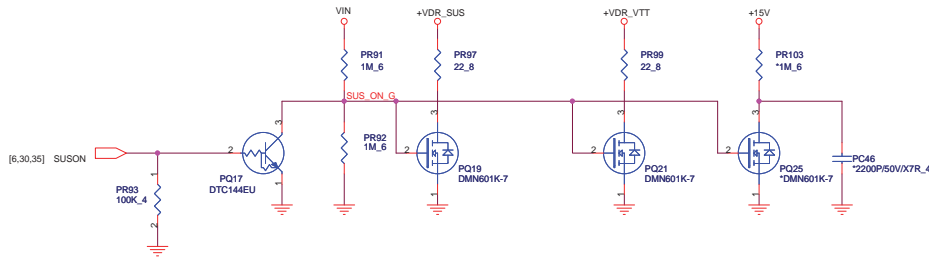 VIN
+VDR_SUS
+VDR_VTT
+15V
PR91
1M_6
PR97
22_8
PR99
22_8
PR103
*1M_6
SUS_ON_G
3
3
3
3
[6,30,35] SUSON
2
PR92
1M_6
2
2
2
PQ17
DTC144EU
1
PQ19
DMN601K-7
1
PQ21
DMN601K-7
1
PQ25
*DMN601K-7
1
PC46
*2200P/50V/X7R_4
1
PR93
100K_4
2